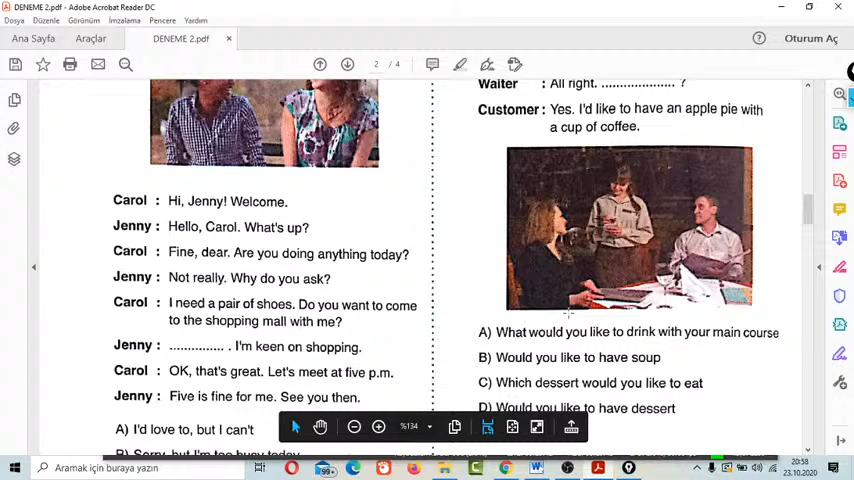 DENEME 2.pdf - Adobe Acrobat Reader DC
Dosya Düzenle Görünüm İmzalama Pencere Yardım
Ana Sayfa Araçlar DENEME 2.pdf × Oturum Aç
2 / 4
Carol : Hi, Jenny! Welcome.
Jenny : Hello, Carol. What's up?
Carol : Fine, dear. Are you doing anything today?
Jenny : Not really. Why do you ask?
Carol : I need a pair of shoes. Do you want to come
to the shopping mall with me?
Jenny : ............... . I'm keen on shopping.
Carol : OK, that's great. Let's meet at five p.m.
Jenny : Five is fine for me. See you then.
A) I'd love to, but I can't
B) Sorry, but I'm too busy today
Waiter : All right. .................... ?
Customer : Yes. I'd like to have an apple pie with
a cup of coffee.
A) What would you like to drink with your main course
B) Would you like to have soup
C) Which dessert would you like to eat
D) Would you like to have dessert
%134
Aramak için buraya yazın
99+
20:58
23.10.2020